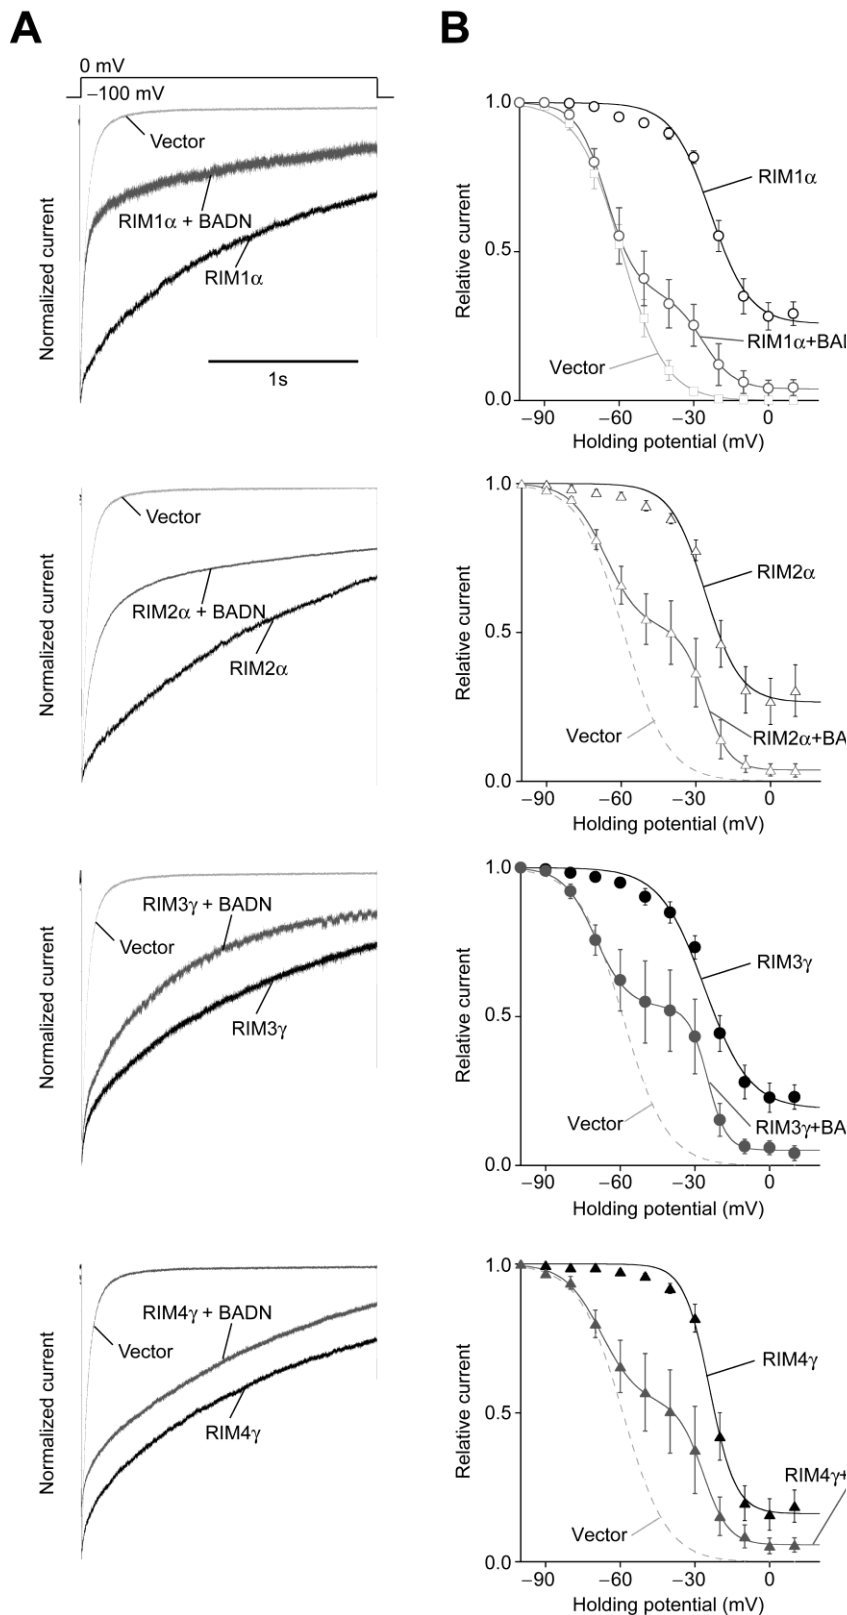 A
B
0 mV
−100 mV
Vector
RIM1α + BADN
RIM1α
Normalized current
1s
1.0
0.5
0.0
Relative current
RIM1α
RIM1α+BAD
Vector
−90 −60 −30 0
Holding potential (mV)
Vector
RIM2α + BADN
RIM2α
Normalized current
1.0
0.5
0.0
Relative current
RIM2α
Vector
RIM2α+BA
−90 −60 −30 0
Holding potential (mV)
RIM3γ + BADN
Vector
RIM3γ
Normalized current
1.0
0.5
0.0
Relative current
RIM3γ
Vector
RIM3γ+BA
−90 −60 −30 0
Holding potential (mV)
RIM4γ + BADN
Vector
RIM4γ
Normalized current
1.0
0.5
0.0
Relative current
RIM4γ
RIM4γ+
Vector
−90 −60 −30 0
Holding potential (mV)